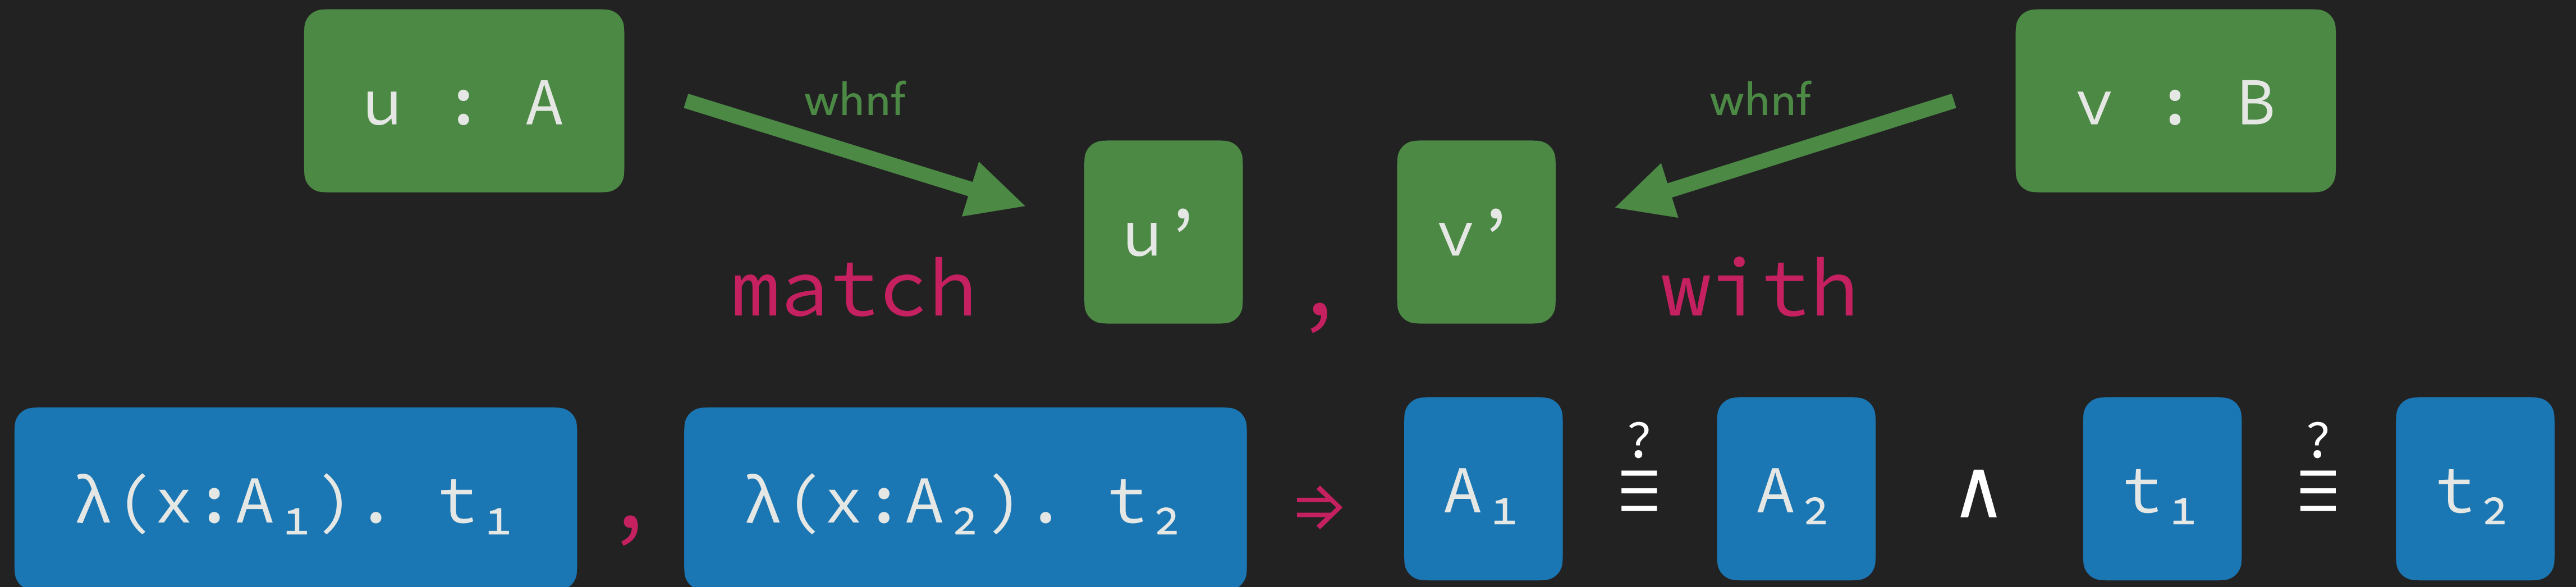 u : A whnf whnf v : B
match u’ , v’ with
λ(x:A₁). t₁ , λ(x:A₂). t₂ ⇒ A₁ ≟ A₂ ∧ t₁ ≟ t₂